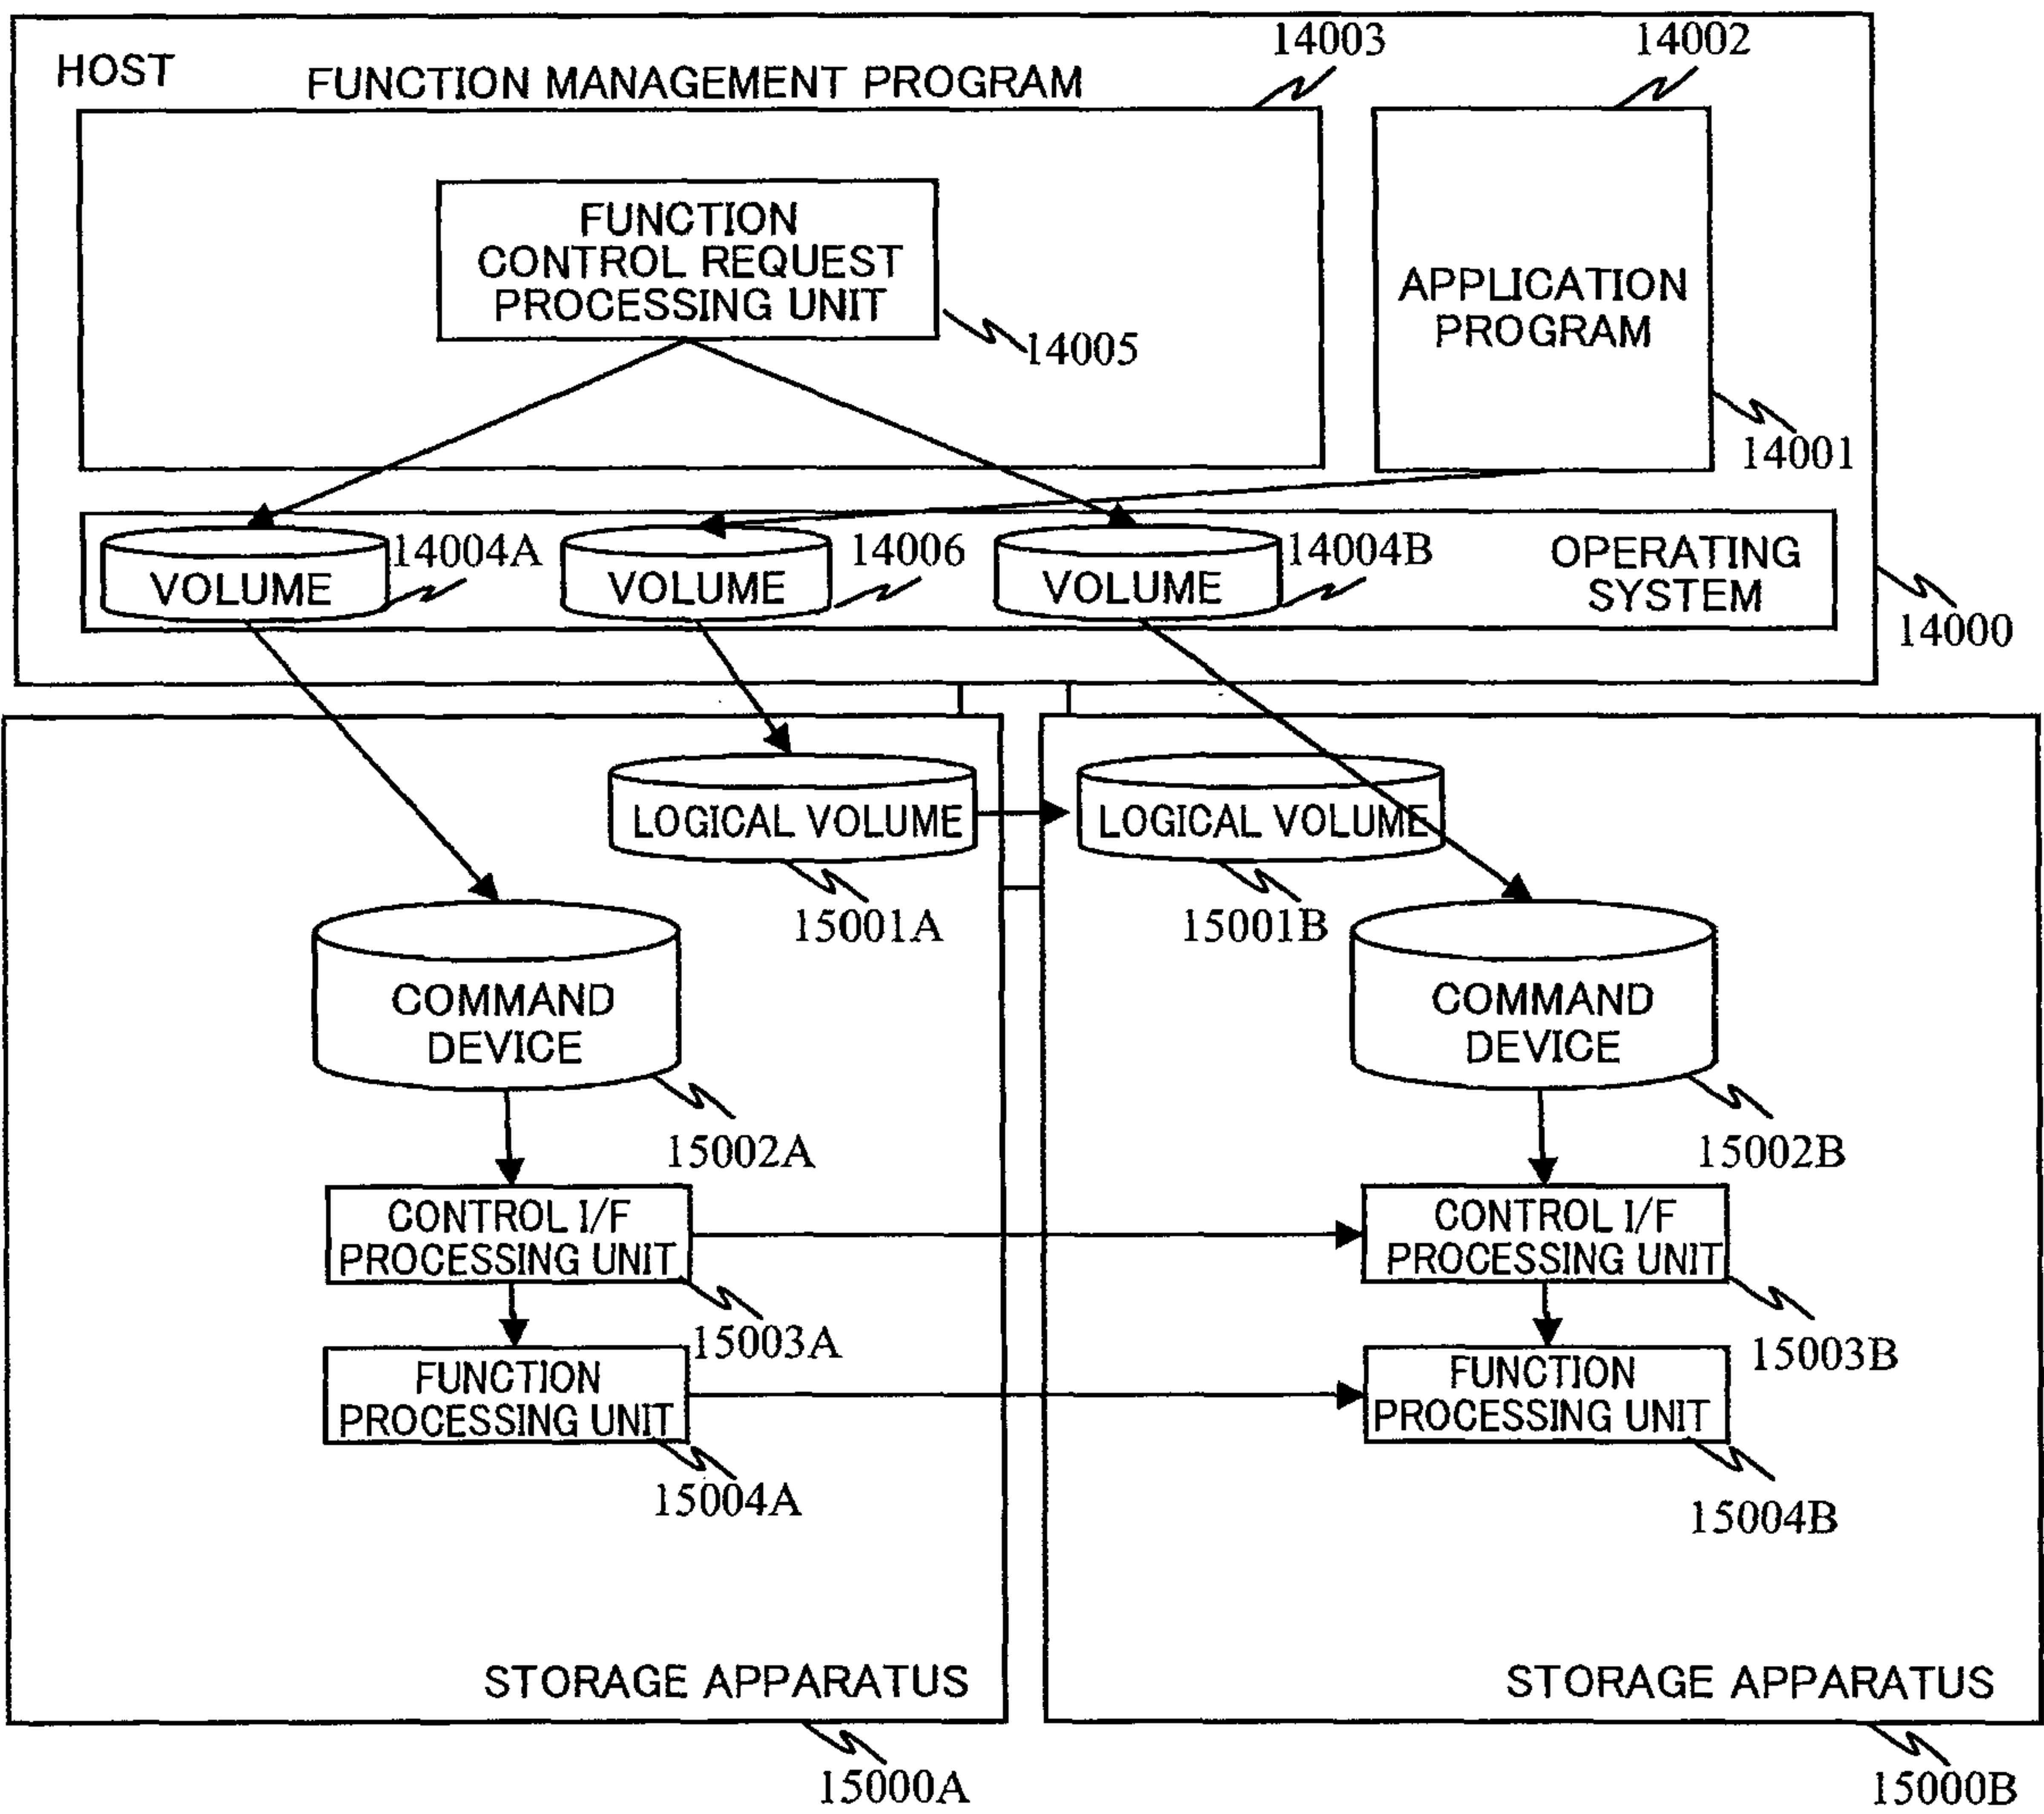 14003
14002
HOST
FUNCTION MANAGEMENT PROGRAM
FUNCTION
CONTROL REQUEST
PROCESSING UNIT
14005
APPLICATION
PROGRAM
14001
14004A
14006
14004B
OPERATING
SYSTEM
VOLUME
VOLUME
VOLUME
14000
LOGICAL VOLUME
LOGICAL VOLUME
15001A
15001B
COMMAND
DEVICE
COMMAND
DEVICE
15002A
15002B
CONTROL I/F
PROCESSING UNIT
CONTROL I/F
PROCESSING UNIT
15003A
15003B
FUNCTION
PROCESSING UNIT
FUNCTION
PROCESSING UNIT
15004A
15004B
STORAGE APPARATUS
STORAGE APPARATUS
15000A
15000B